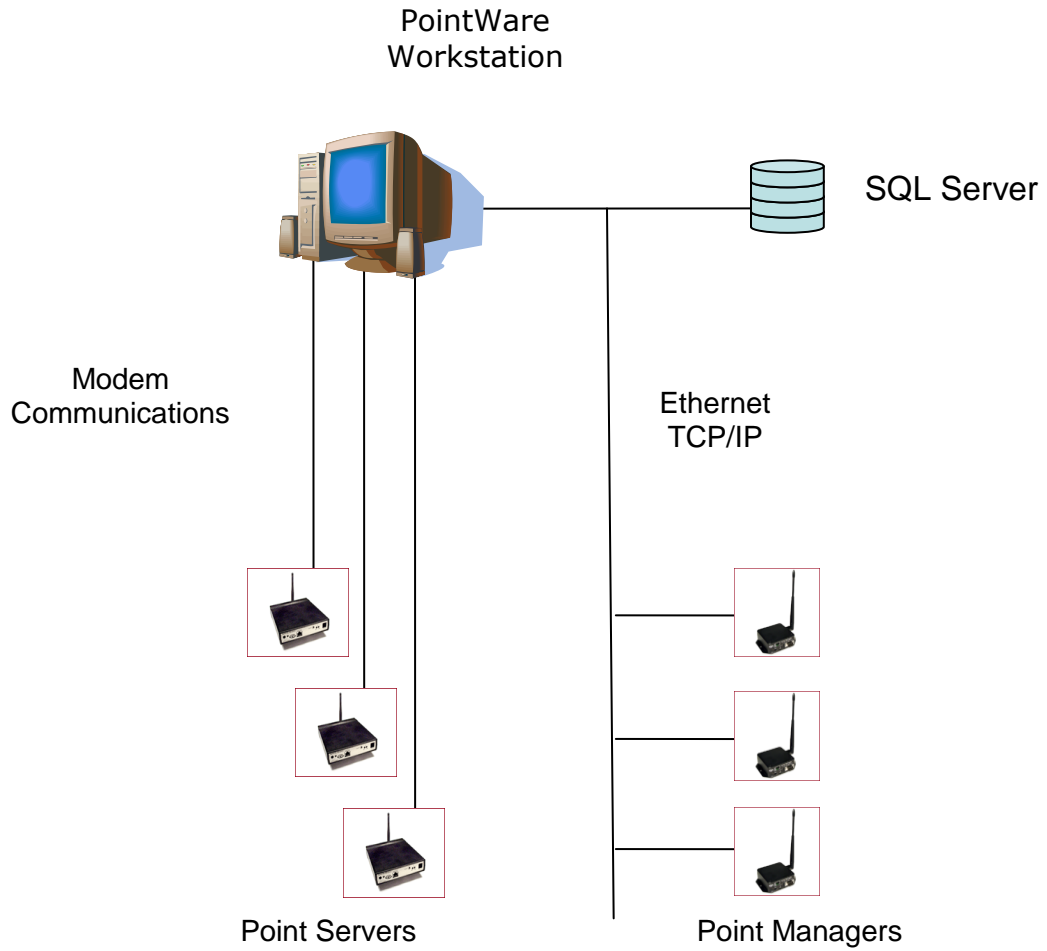 PointWare
Workstation
SQL Server
Modem
Communications
Ethernet
TCP/IP
Point Servers
Point Managers